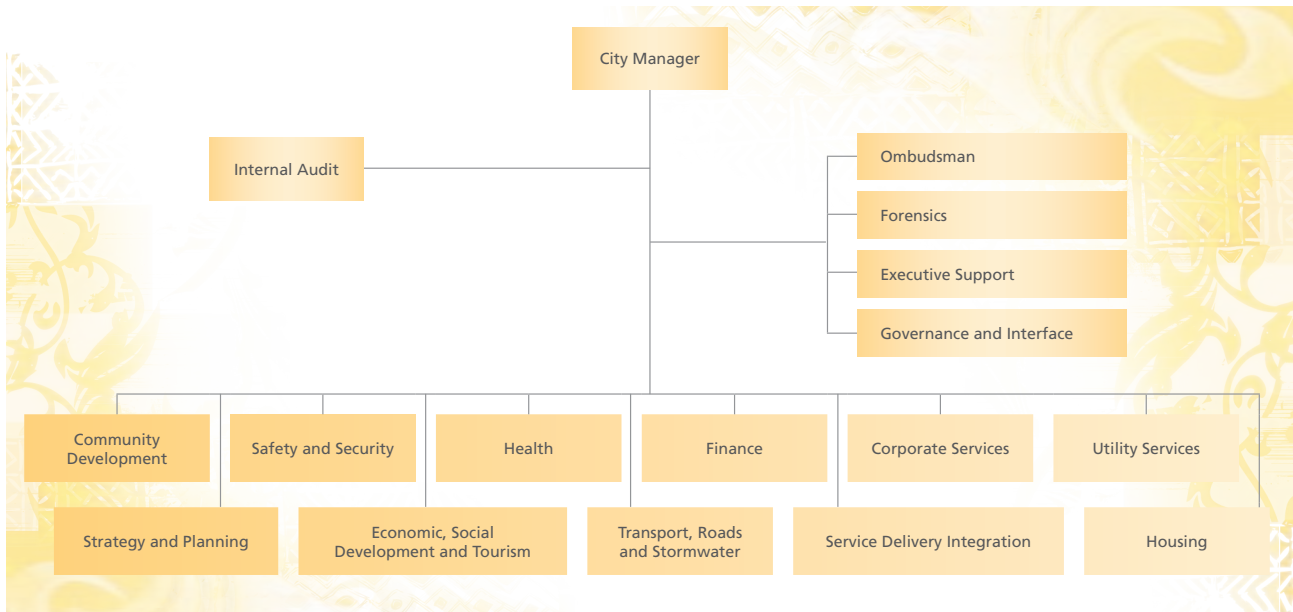 City Manager
Internal Audit
Ombudsman
Forensics
Executive Support
Governance and Interface
Community
Development
Safety and Security
Health
Finance
Corporate Services
Utility Services
Strategy and Planning
Economic, Social
Development and Tourism
Transport, Roads
and Stormwater
Service Delivery Integration
Housing